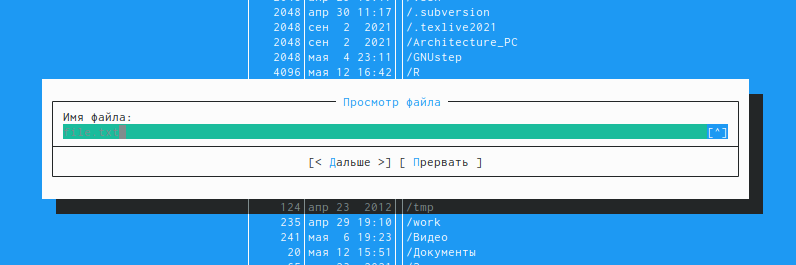 2048 апр 30 11:17 /.subversion
2048 сен 2 2021 /.texlive2021
2048 сен 2 2021 /Architecture_PC
2048 мая 4 23:11 /GNUstep
4096 мая 12 16:42 /R
Просмотр файла
Имя файла:
[^]
[< Дальше >] [ Прервать ]
124 апр 23 2012 /tmp
235 апр 29 19:10 /work
241 мая 6 19:23 /Видео
20 мая 12 15:51 /Документы